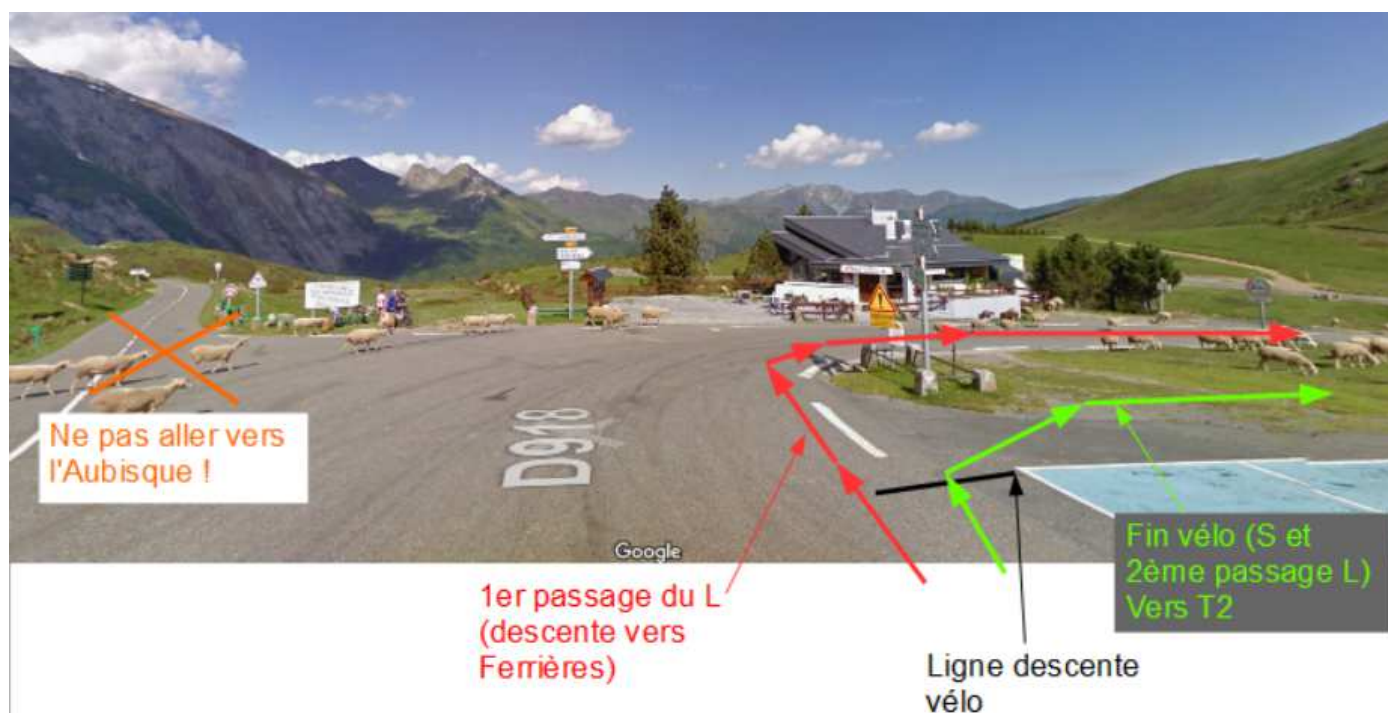 Ne pas aller vers
l'Aubisque !
D918
Google
1er passage du L
(descente vers
Ferrières)
Fin vélo (S et
2ème passage L)
Vers T2
Ligne descente
vélo